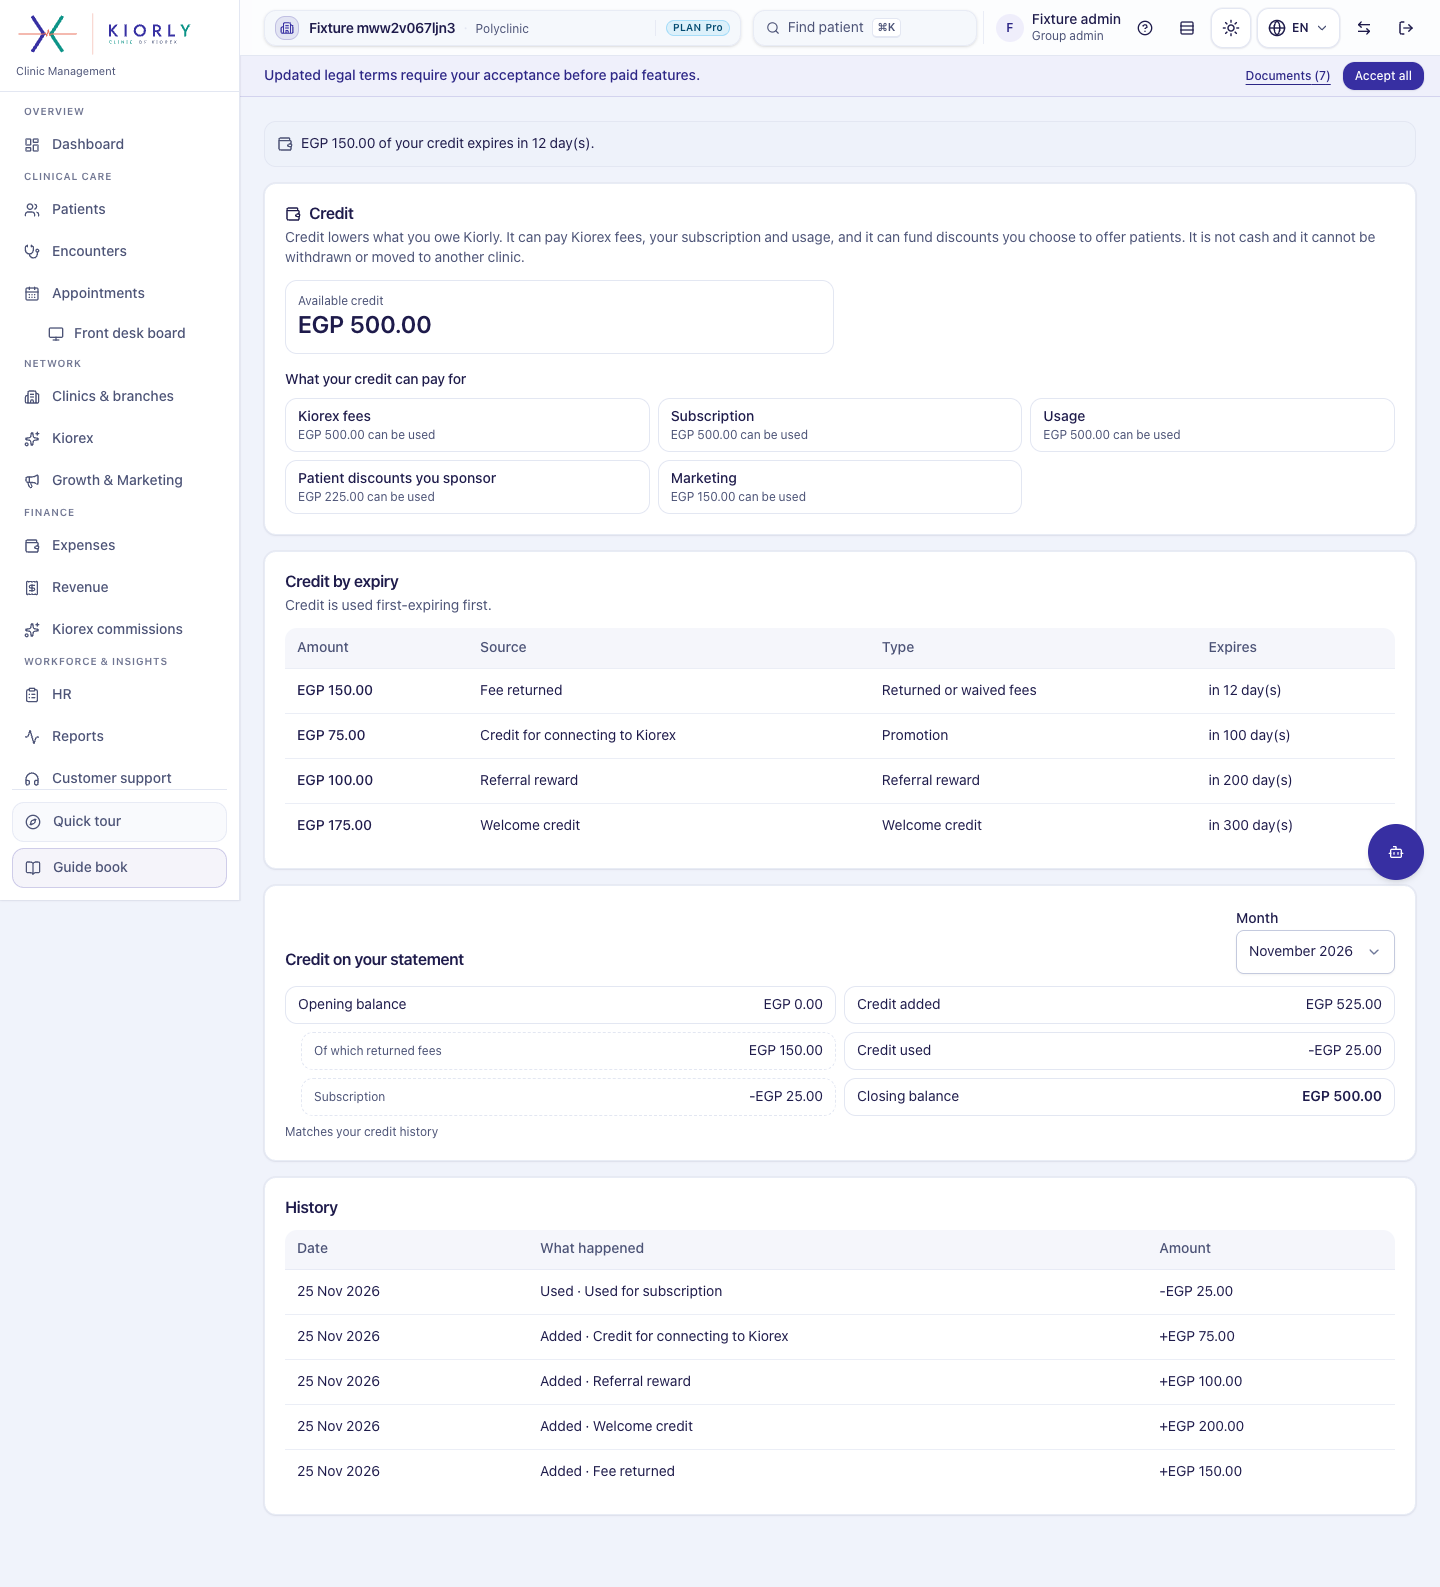 KIORLY
CLINIC OF KIOREX
Clinic Management
OVERVIEW
Dashboard
CLINICAL CARE
Patients
Encounters
Appointments
Front desk board
NETWORK
Clinics & branches
Kiorex
Growth & Marketing
FINANCE
Expenses
Revenue
Kiorex commissions
WORKFORCE & INSIGHTS
HR
Reports
Customer support
Quick tour
Guide book
Fixture mww2v067ljn3 · Polyclinic PLAN Pro
Find patient ⌘K
F
Fixture admin
Group admin
EN
Updated legal terms require your acceptance before paid features.
Documents (7)
Accept all
EGP 150.00 of your credit expires in 12 day(s).
Credit
Credit lowers what you owe Kiorly. It can pay Kiorex fees, your subscription and usage, and it can fund discounts you choose to offer patients. It is not cash and it cannot be
withdrawn or moved to another clinic.
Available credit
EGP 500.00
What your credit can pay for
Kiorex fees
EGP 500.00 can be used
Subscription
EGP 500.00 can be used
Usage
EGP 500.00 can be used
Patient discounts you sponsor
EGP 225.00 can be used
Marketing
EGP 150.00 can be used
Credit by expiry
Credit is used first-expiring first.
Amount Source Type Expires
EGP 150.00 Fee returned Returned or waived fees in 12 day(s)
EGP 75.00 Credit for connecting to Kiorex Promotion in 100 day(s)
EGP 100.00 Referral reward Referral reward in 200 day(s)
EGP 175.00 Welcome credit Welcome credit in 300 day(s)
Month
November 2026
Credit on your statement
Opening balance EGP 0.00
Credit added EGP 525.00
Of which returned fees EGP 150.00
Credit used -EGP 25.00
Subscription -EGP 25.00
Closing balance EGP 500.00
Matches your credit history
History
Date What happened Amount
25 Nov 2026 Used · Used for subscription -EGP 25.00
25 Nov 2026 Added · Credit for connecting to Kiorex +EGP 75.00
25 Nov 2026 Added · Referral reward +EGP 100.00
25 Nov 2026 Added · Welcome credit +EGP 200.00
25 Nov 2026 Added · Fee returned +EGP 150.00